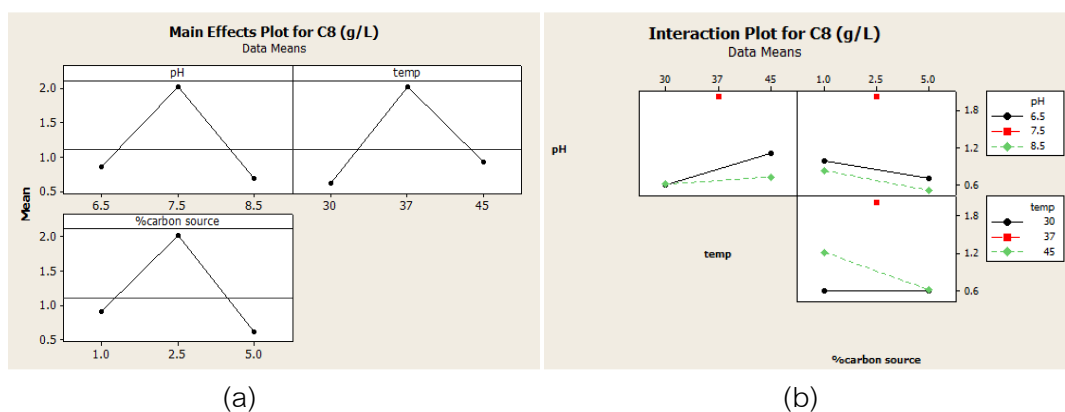 Main Effects Plot for C8 (g/L)
Data Means
pH
temp
2.0
1.5
1.0
0.5
6.5 7.5 8.5 30 37 45
%carbon source
2.0
1.5
1.0
0.5
1.0 2.5 5.0
Mean
(a)
Interaction Plot for C8 (g/L)
Data Means
30 37 45 1.0 2.5 5.0
pH
1.8
1.2
0.6
pH
6.5
7.5
8.5
temp
1.8
1.2
0.6
temp
30
37
45
%carbon source
(b)